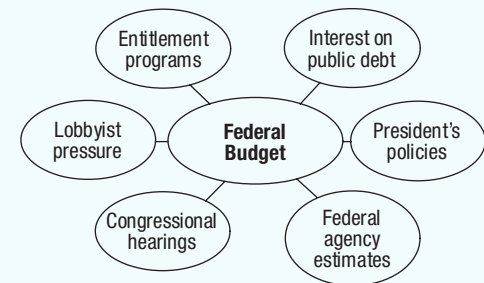 Entitlement
programs
Interest on
public debt
Lobbyist
pressure
Federal
Budget
President's
policies
Congressional
hearings
Federal
agency
estimates